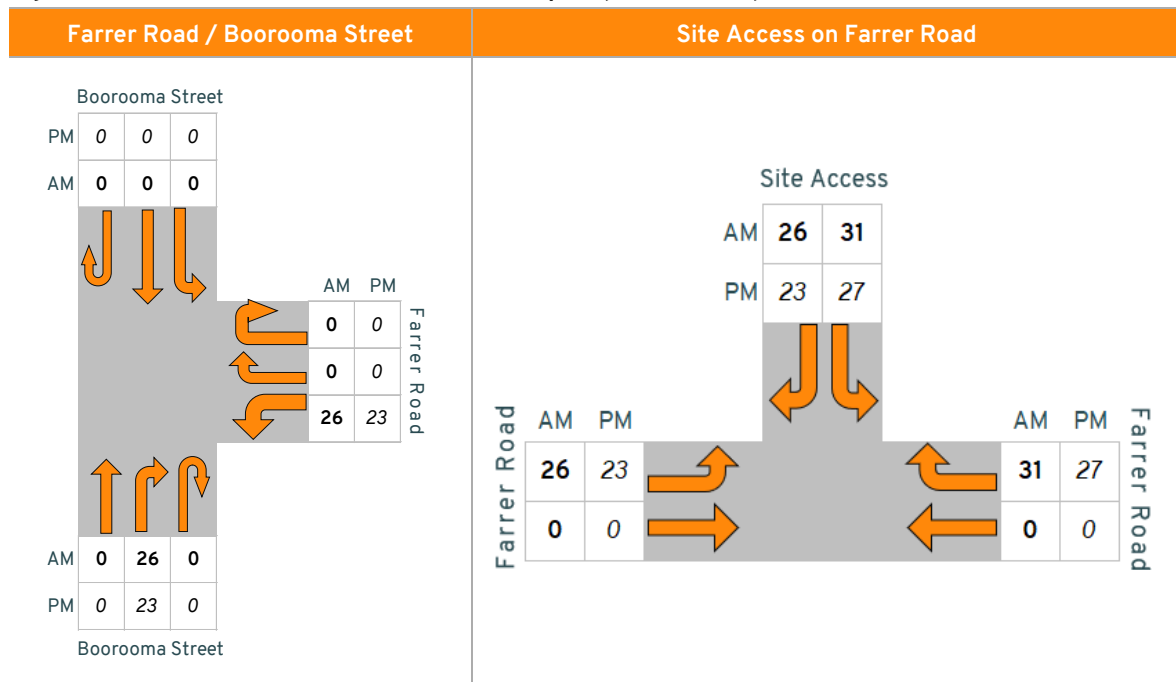 Farrer Road / Boorooma Street
Boorooma Street
PM 0 0 0
AM 0 0 0
AM PM
0 0
0 0
26 23
Farrer Road
AM 0 26 0
PM 0 23 0
Boorooma Street
Site Access on Farrer Road
Site Access
AM 26 31
PM 23 27
Farrer Road
AM PM
26 23
0 0
AM PM
31 27
0 0
Farrer Road